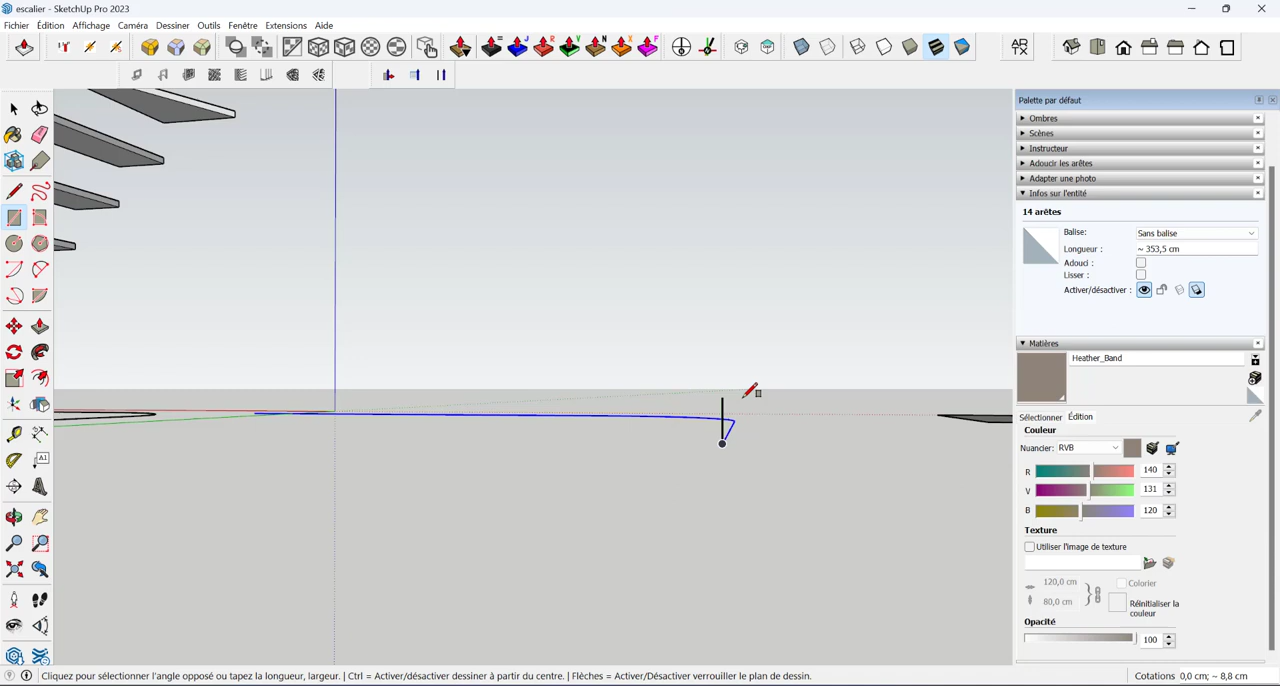 escalier - SketchUp Pro 2023
Fichier Édition Affichage Caméra Dessiner Outils Fenêtre Extensions Aide
Palette par défaut
Ombres
Scènes
Instructeur
Adoucir les arêtes
Adapter une photo
Infos sur l'entité
14 arêtes
Balise: Sans balise
Longueur : ~ 353,5 cm
Adouci :
Lisser :
Activer/désactiver :
Matières
Heather_Band
Sélectionner Édition
Couleur
Nuancier: RVB
R 140
V 131
B 120
Texture
Utiliser l'image de texture
120,0 cm Colorier
80,0 cm Réinitialiser la couleur
Opacité
100
Cliquez pour sélectionner l'angle opposé ou tapez la longueur, largeur. | Ctrl = Activer/désactiver dessiner à partir du centre. | Flèches = Activer/Désactiver verrouiller le plan de dessin. Cotations 0,0 cm; ~ 8,8 cm